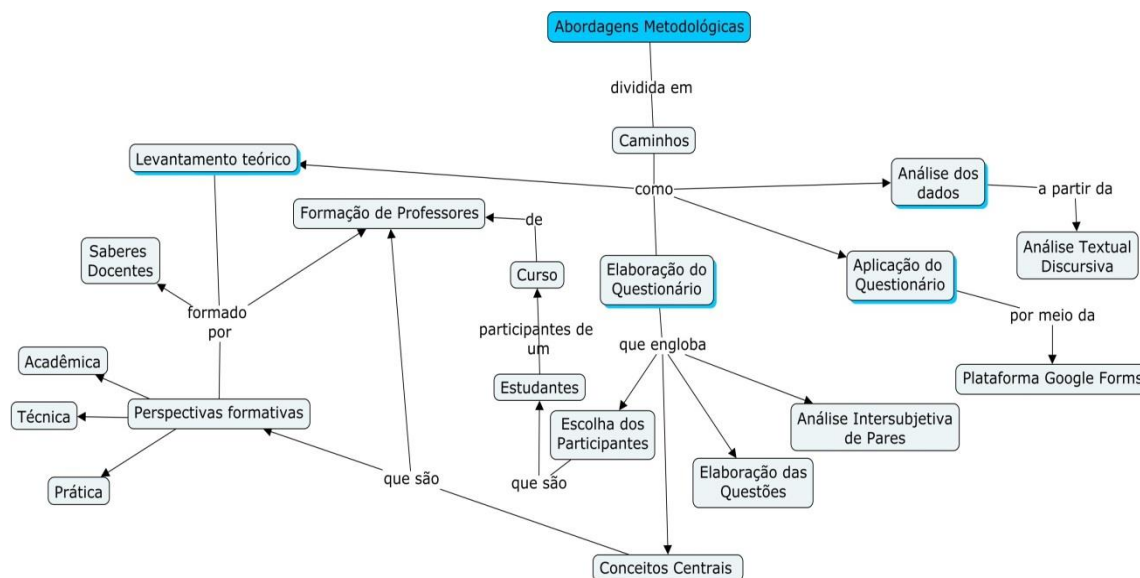 Abordagens Metodológicas
dividida em
Caminhos
Levantamento teórico
como
Análise dos
dados
a partir da
Formação de Professores
de
Saberes
Docentes
Curso
Elaboração do
Questionário
Aplicação do
Questionário
Análise Textual
Discursiva
formado
por
participantes de
um
que engloba
por meio da
Acadêmica
Técnica
Perspectivas formativas
Estudantes
Escolha dos
Participantes
Análise Intersubjetiva
de Pares
Plataforma Google Forms
Prática
que são
que são
Elaboração das
Questões
Conceitos Centrais